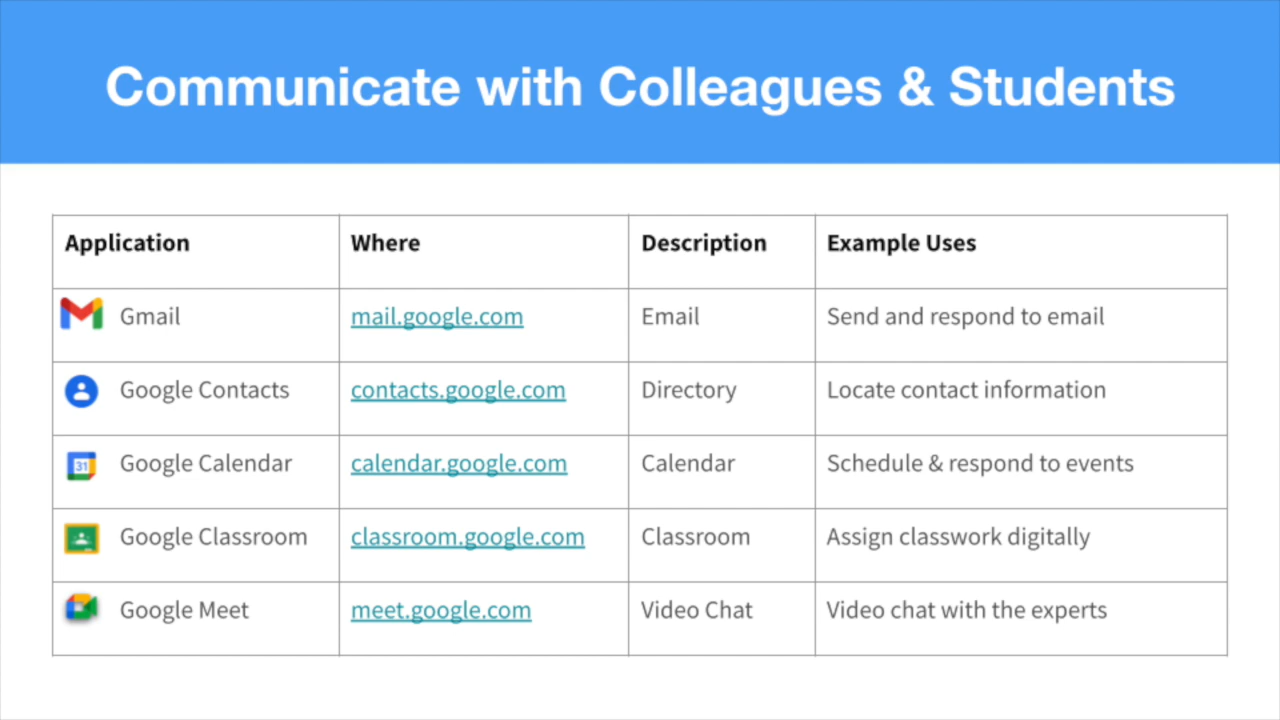 Communicate with Colleagues & Students
Application Where Description Example Uses
Gmail mail.google.com Email Send and respond to email
Google Contacts contacts.google.com Directory Locate contact information
31 Google Calendar calendar.google.com Calendar Schedule & respond to events
Google Classroom classroom.google.com Classroom Assign classwork digitally
Google Meet meet.google.com Video Chat Video chat with the experts